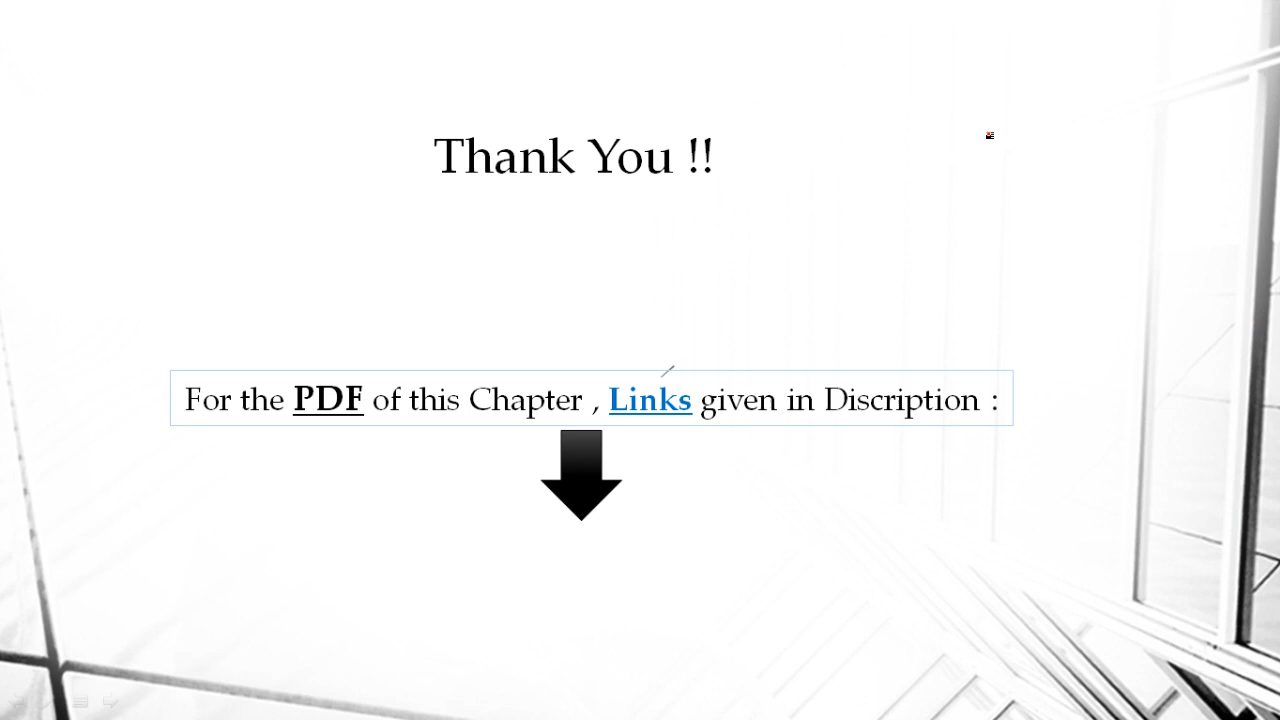 Thank You !!
For the PDF of this Chapter , Links given in Discription :